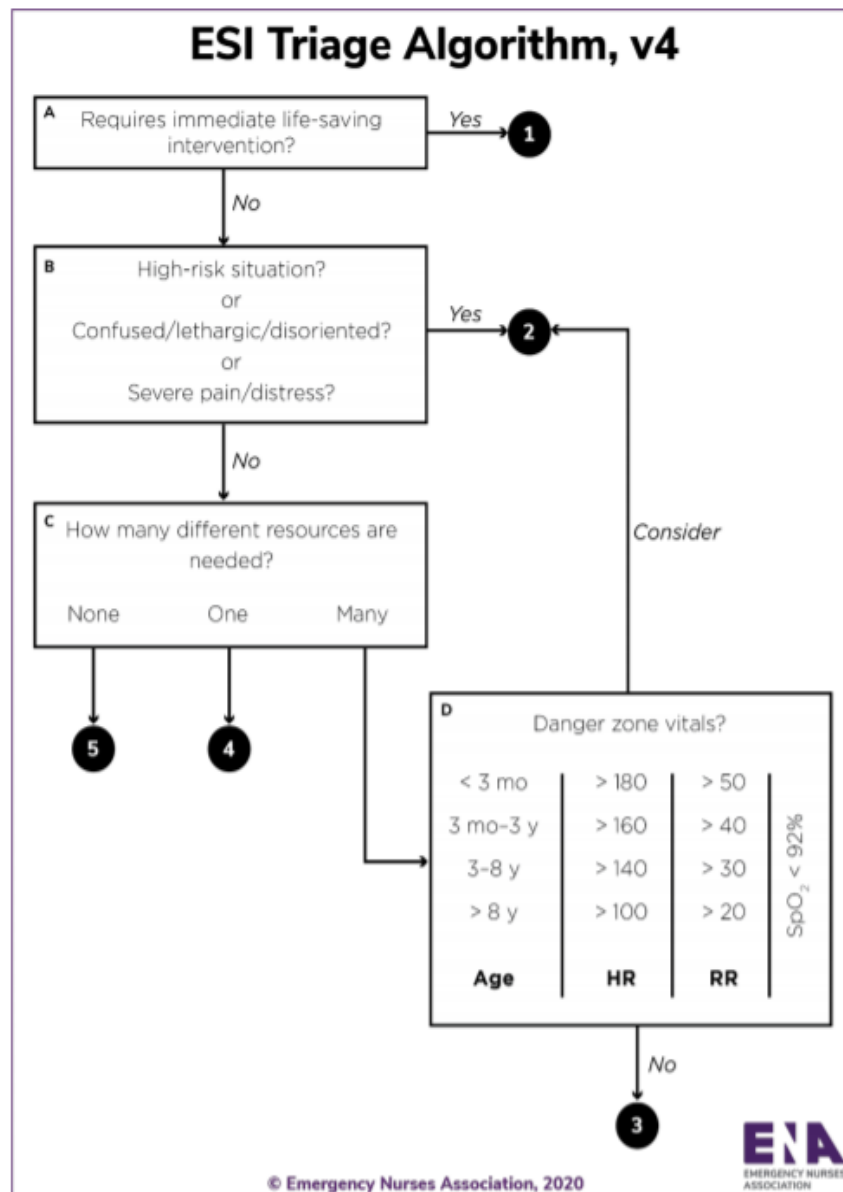 ESI Triage Algorithm, v4
A
Requires immediate life-saving
intervention?
Yes
1
No
B
High-risk situation?
or
Confused/lethargic/disoriented?
or
Severe pain/distress?
Yes
2
No
Consider
C
How many different resources are
needed?
None One Many
5
4
D
Danger zone vitals?
< 3 mo > 180 > 50
3 mo–3 y > 160 > 40
3–8 y > 140 > 30
> 8 y > 100 > 20
Age HR RR
SpO₂ < 92%
No
3
ENA
EMERGENCY NURSES
ASSOCIATION
© Emergency Nurses Association, 2020